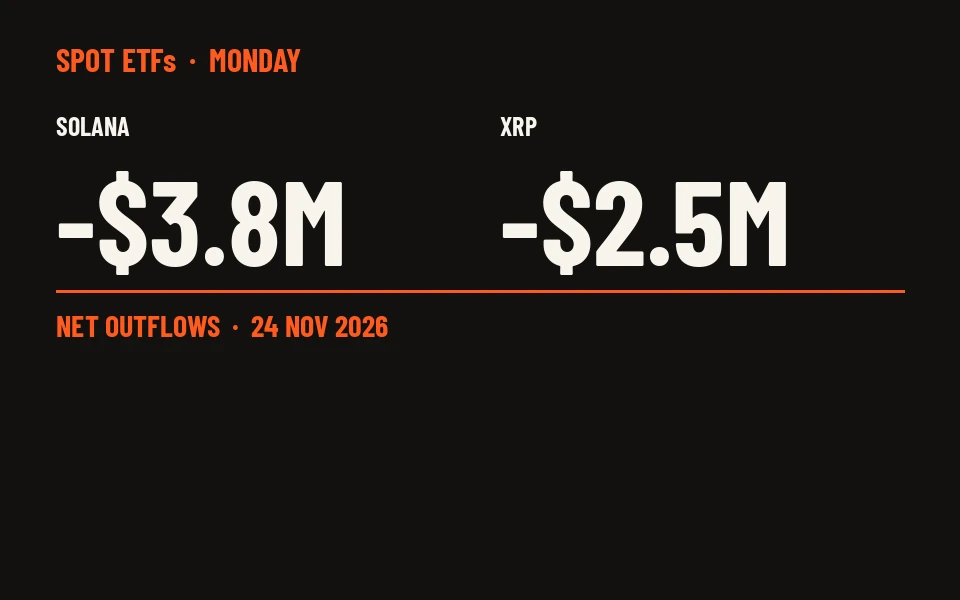 SPOT ETFs · MONDAY
SOLANA XRP
-$3.8M -$2.5M
NET OUTFLOWS · 24 NOV 2026